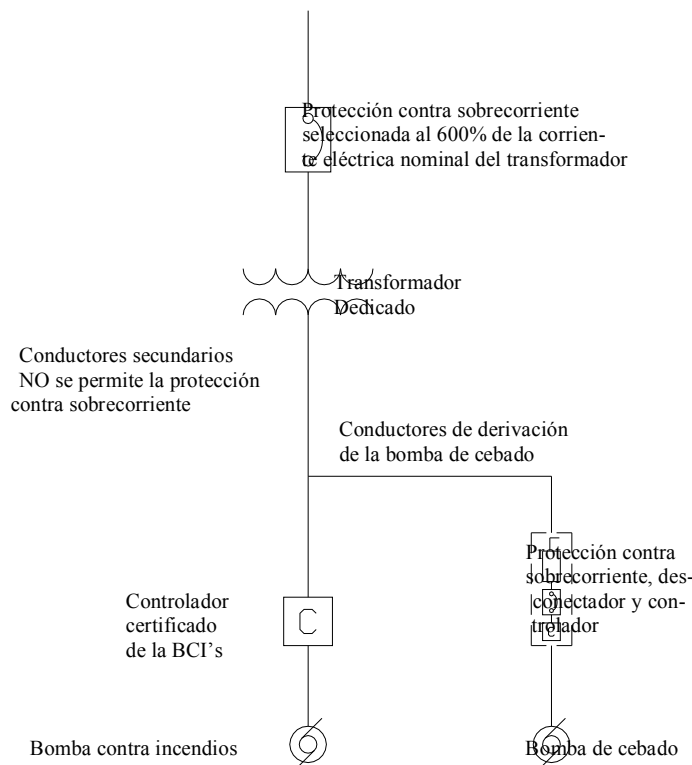 Protección contra sobrecorriente
seleccionada al 600% de la corrien-
te eléctrica nominal del transformador
Transformador
Dedicado
Conductores secundarios
NO se permite la protección
contra sobrecorriente
Conductores de derivación
de la bomba de cebado
Protección contra
sobrecorriente, des-
conectador y con-
trolador
Controlador
certificado
de la BCI's
C
C
Bomba contra incendios
Bomba de cebado